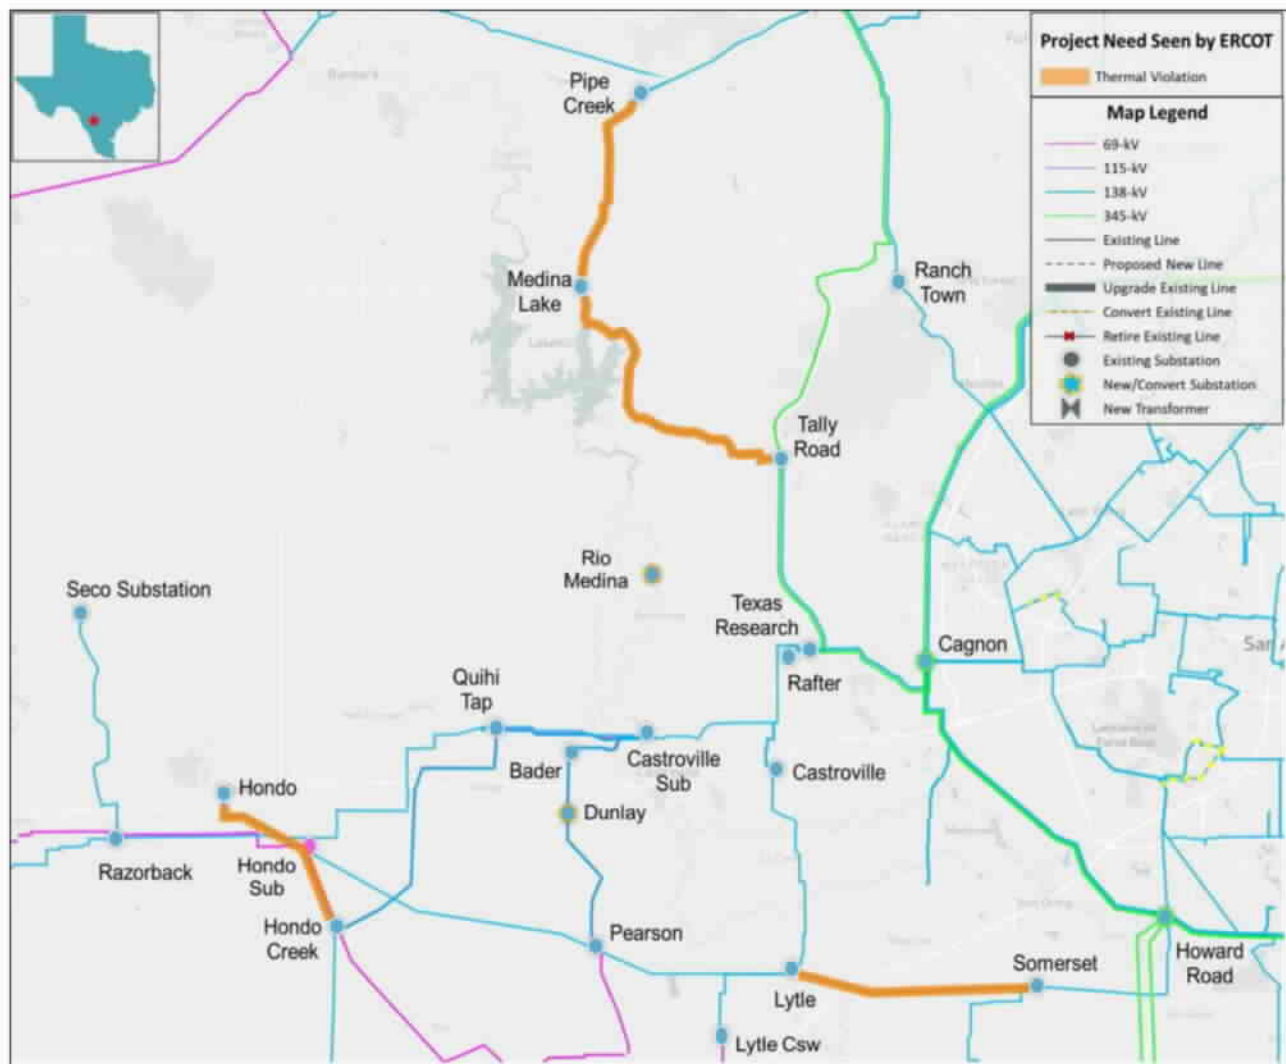 Project Need Seen by ERCOT
Thermal Violation
Map Legend
69-kV
115-kV
138-kV
345-kV
Existing Line
Proposed New Line
Upgrade Existing Line
Convert Existing Line
Retire Existing Line
Existing Substation
New/Convert Substation
New Transformer
Pipe
Creek
Medina
Lake
Ranch
Town
Tally
Road
Rio
Medina
Seco Substation
Texas
Research
Cagnon
Rafter
Quihi
Tap
Bader
Castroville
Sub
Castroville
Hondo
Dunlay
Razorback
Hondo
Sub
Hondo
Creek
Pearson
Lytle
Somerset
Howard
Road
Lytle Csw